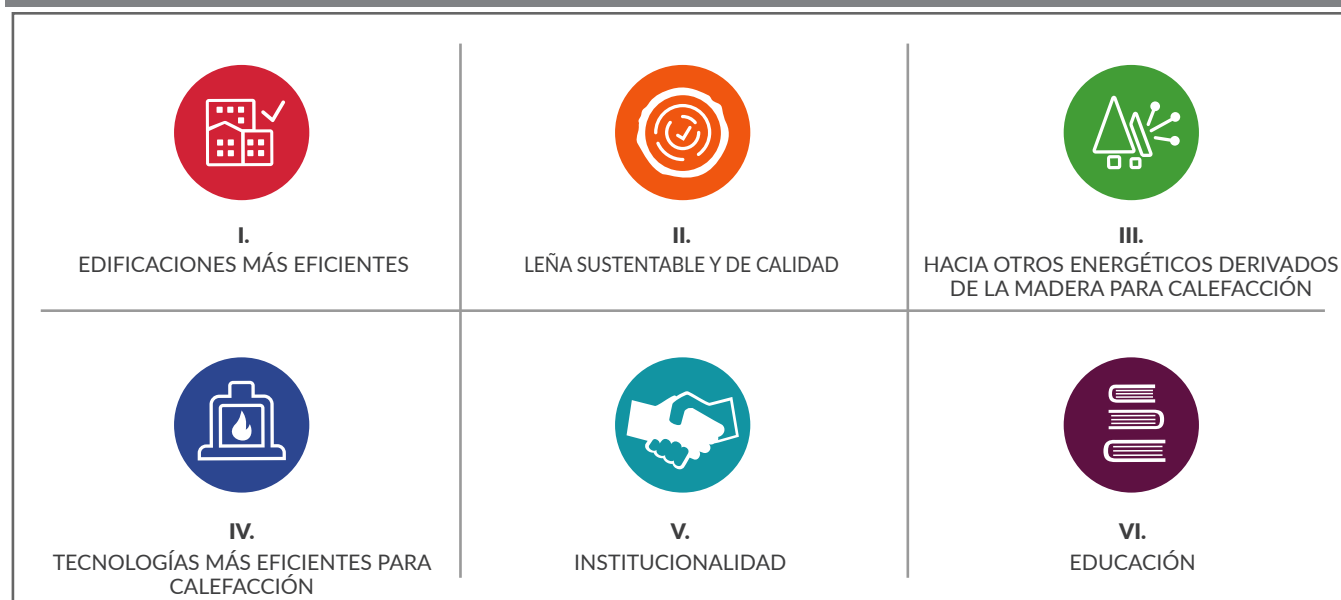 I.
EDIFICACIONES MÁS EFICIENTES
II.
LEÑA SUSTENTABLE Y DE CALIDAD
III.
HACIA OTROS ENERGÉTICOS DERIVADOS
DE LA MADERA PARA CALEFACCIÓN
IV.
TECNOLOGÍAS MÁS EFICIENTES PARA
CALEFACCIÓN
V.
INSTITUCIONALIDAD
VI.
EDUCACIÓN